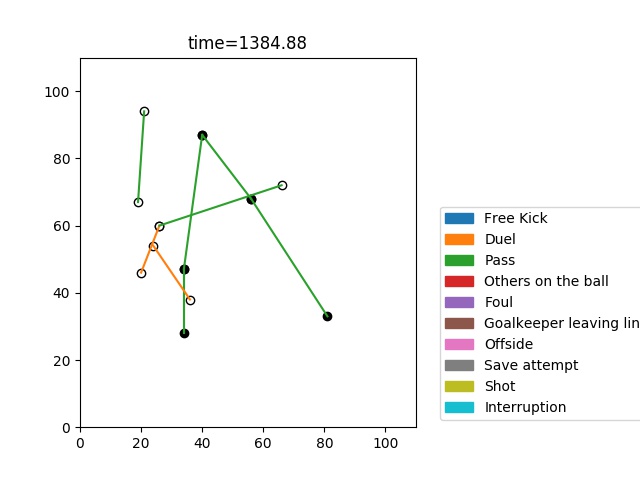 time=1384.88
100
80
60
40
20
0
0 20 40 60 80 100
Free Kick
Duel
Pass
Others on the ball
Foul
Goalkeeper leaving lin
Offside
Save attempt
Shot
Interruption